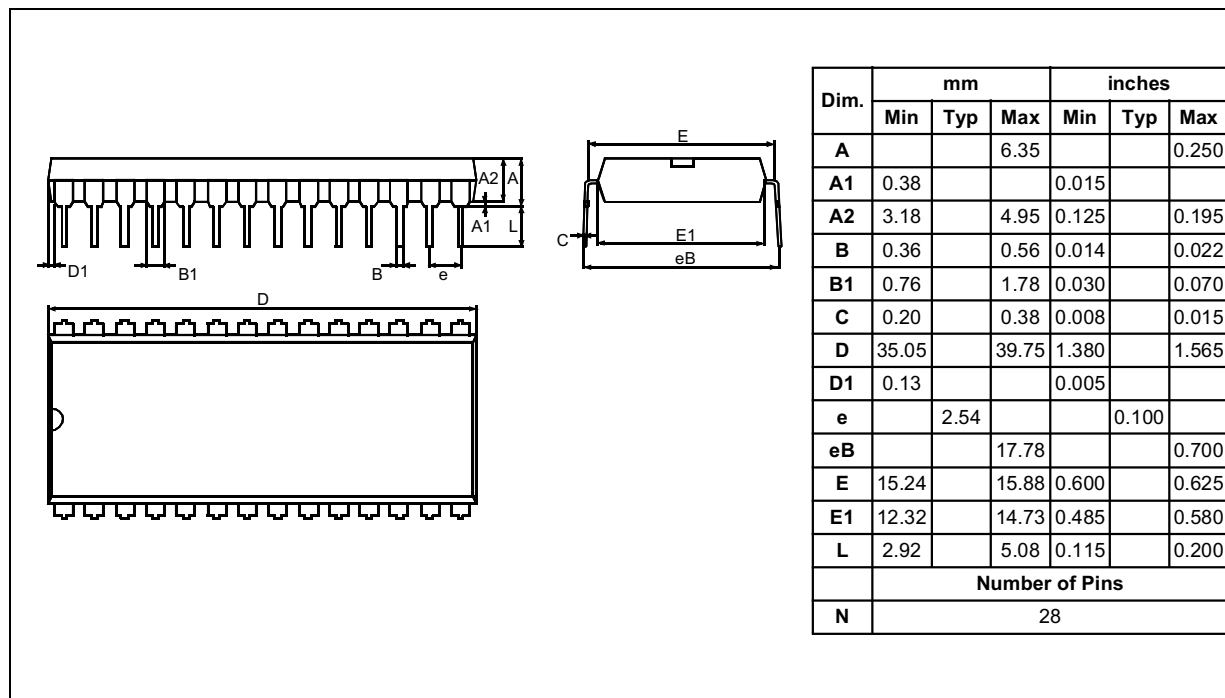 E
A2 A
A1 L
C E1
eB
D1 B1 B e
D
Dim. mm inches
Min Typ Max Min Typ Max
A 6.35 0.250
A1 0.38 0.015
A2 3.18 4.95 0.125 0.195
B 0.36 0.56 0.014 0.022
B1 0.76 1.78 0.030 0.070
C 0.20 0.38 0.008 0.015
D 35.05 39.75 1.380 1.565
D1 0.13 0.005
e 2.54 0.100
eB 17.78 0.700
E 15.24 15.88 0.600 0.625
E1 12.32 14.73 0.485 0.580
L 2.92 5.08 0.115 0.200
Number of Pins
N 28